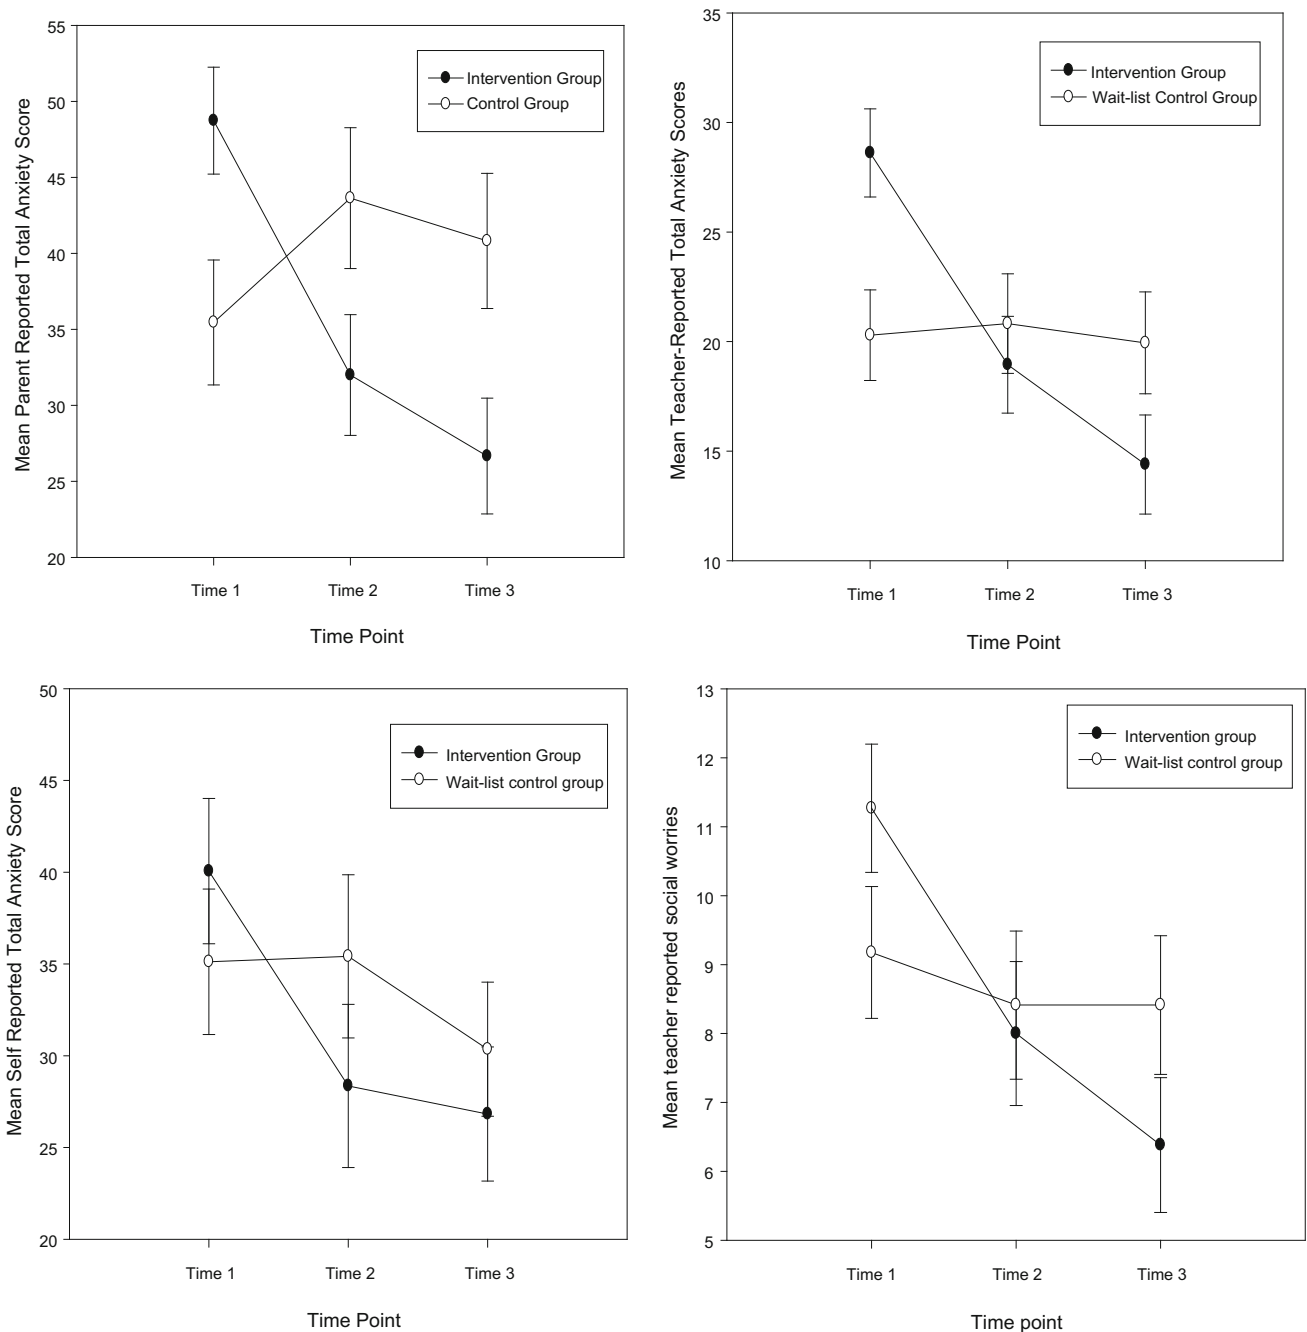 55
50
45
40
35
30
25
20
Mean Parent Reported Total Anxiety Score
Intervention Group
Control Group
Time 1
Time 2
Time 3
Time Point
35
30
25
20
15
10
Mean Teacher-Reported Total Anxiety Scores
Intervention Group
Wait-list Control Group
Time 1
Time 2
Time 3
Time Point
50
45
40
35
30
25
20
Mean Self Reported Total Anxiety Score
Intervention Group
Wait-list control group
Time 1
Time 2
Time 3
Time Point
13
12
11
10
9
8
7
6
5
Mean teacher reported social worries
Intervention group
Wait-list control group
Time 1
Time 2
Time 3
Time point